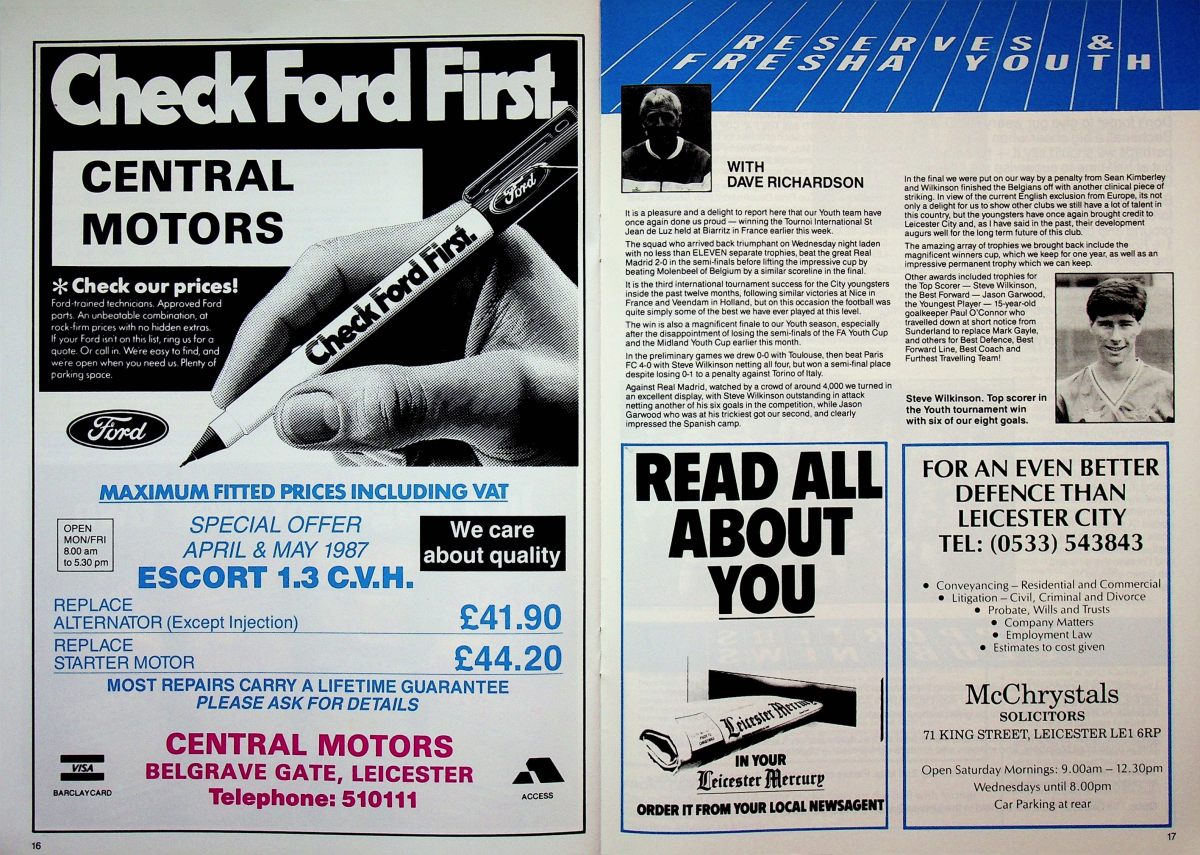 Check Ford First.
CENTRAL
MOTORS
* Check our prices!
Ford-trained technicians. Approved Ford
parts. An unbeatable combination, at
rock-firm prices with no hidden extras.
If your Ford isn't on this list, ring us for a
quote. Or call in. We're easy to find, and
we're open when you need us. Plenty of
parking space.
Ford
Check Ford First.
Ford
MAXIMUM FITTED PRICES INCLUDING VAT
OPEN
MON/FRI
8.00 am
to 5.30 pm
SPECIAL OFFER
APRIL & MAY 1987
ESCORT 1.3 C.V.H.
We care
about quality
REPLACE
ALTERNATOR (Except Injection) £41.90
REPLACE
STARTER MOTOR £44.20
MOST REPAIRS CARRY A LIFETIME GUARANTEE
PLEASE ASK FOR DETAILS
CENTRAL MOTORS
BELGRAVE GATE, LEICESTER
Telephone: 510111
VISA
BARCLAYCARD
ACCESS
16
RESERVES &
FRESHA YOUTH
WITH
DAVE RICHARDSON
It is a pleasure and a delight to report here that our Youth team have
once again done us proud — winning the Tournoi International St
Jean de Luz held at Biarritz in France earlier this week.
The squad who arrived back triumphant on Wednesday night laden
with no less than ELEVEN separate trophies, beat the great Real
Madrid 2-0 in the semi-finals before lifting the impressive cup by
beating Molenbeel of Belgium by a similar scoreline in the final.
It is the third international tournament success for the City youngsters
inside the past twelve months, following similar victories at Nice in
France and Veendam in Holland, but on this occasion the football was
quite simply some of the best we have ever played at this level.
The win is also a magnificent finale to our Youth season, especially
after the disappointment of losing the semi-finals of the FA Youth Cup
and the Midland Youth Cup earlier this month.
In the preliminary games we drew 0-0 with Toulouse, then beat Paris
FC 4-0 with Steve Wilkinson netting all four, but won a semi-final place
despite losing 0-1 to a penalty against Torino of Italy.
Against Real Madrid, watched by a crowd of around 4,000 we turned in
an excellent display, with Steve Wilkinson outstanding in attack
netting another of his six goals in the competition, while Jason
Garwood who was at his trickiest got our second, and clearly
impressed the Spanish camp.
In the final we were put on our way by a penalty from Sean Kimberley
and Wilkinson finished the Belgians off with another clinical piece of
striking. In view of the current English exclusion from Europe, its not
only a delight for us to show other clubs we still have a lot of talent in
this country, but the youngsters have once again brought credit to
Leicester City and, as I have said in the past, their development
augurs well for the long term future of this club.
The amazing array of trophies we brought back include the
magnificent winners cup, which we keep for one year, as well as an
impressive permanent trophy which we can keep.
Other awards included trophies for
the Top Scorer — Steve Wilkinson,
the Best Forward — Jason Garwood,
the Youngest Player — 15-year-old
goalkeeper Paul O'Connor who
travelled down at short notice from
Sunderland to replace Mark Gayle,
and others for Best Defence, Best
Forward Line, Best Coach and
Furthest Travelling Team!
Steve Wilkinson. Top scorer in
the Youth tournament win
with six of our eight goals.
READ ALL
ABOUT
YOU
Leicester Mercury
IN YOUR
Leicester Mercury
ORDER IT FROM YOUR LOCAL NEWSAGENT
FOR AN EVEN BETTER
DEFENCE THAN
LEICESTER CITY
TEL: (0533) 543843
• Conveyancing – Residential and Commercial
• Litigation – Civil, Criminal and Divorce
• Probate, Wills and Trusts
• Company Matters
• Employment Law
• Estimates to cost given
McChrystals
SOLICITORS
71 KING STREET, LEICESTER LE1 6RP
Open Saturday Mornings: 9.00am – 12.30pm
Wednesdays until 8.00pm
Car Parking at rear
17